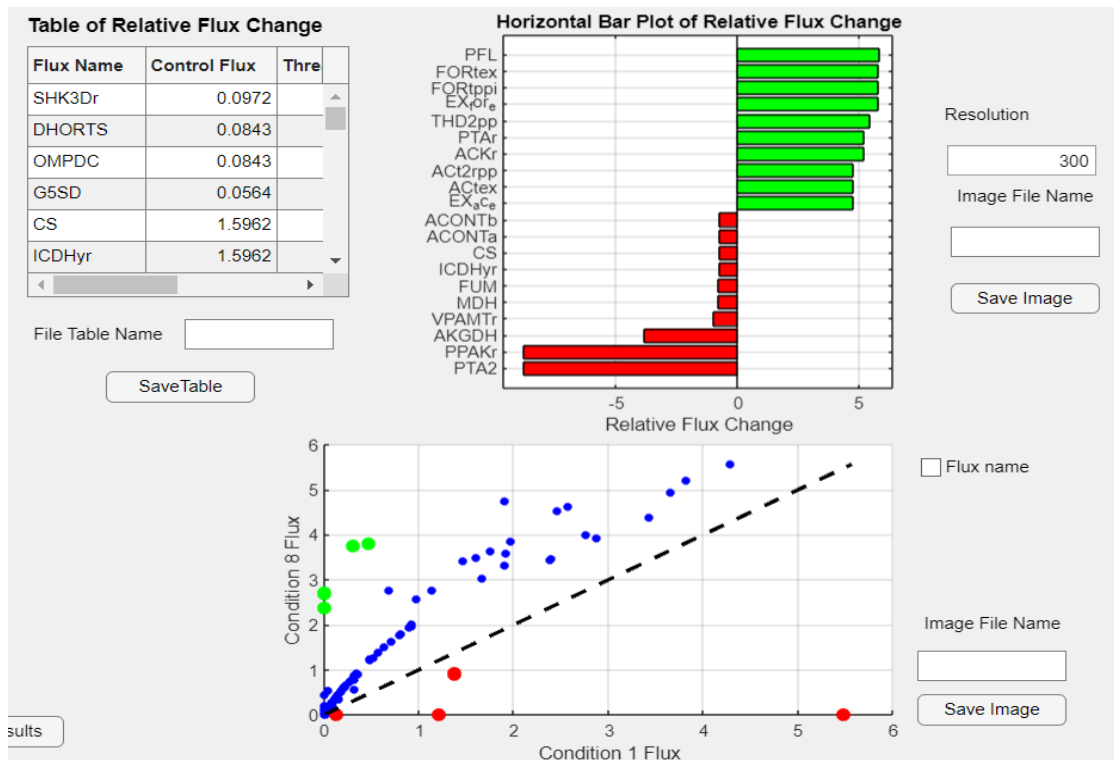 Table of Relative Flux Change
Flux Name Control Flux Thre
SHK3Dr 0.0972
DHORTS 0.0843
OMPDC 0.0843
G5SD 0.0564
CS 1.5962
ICDHyr 1.5962
File Table Name
SaveTable
Horizontal Bar Plot of Relative Flux Change
PFL
FORtex
FORtppi
EXfore
THD2pp
PTAr
ACKr
ACt2rpp
ACtex
EXace
ACONTb
ACONTa
CS
ICDHyr
FUM
MDH
VPAMTr
AKGDH
PPAKr
PTA2
-5 0 5
Relative Flux Change
Resolution
300
Image File Name
Save Image
6
5
4
3
2
1
0
Condition 8 Flux
0 1 2 3 4 5 6
Condition 1 Flux
Flux name
Image File Name
Save Image
sults